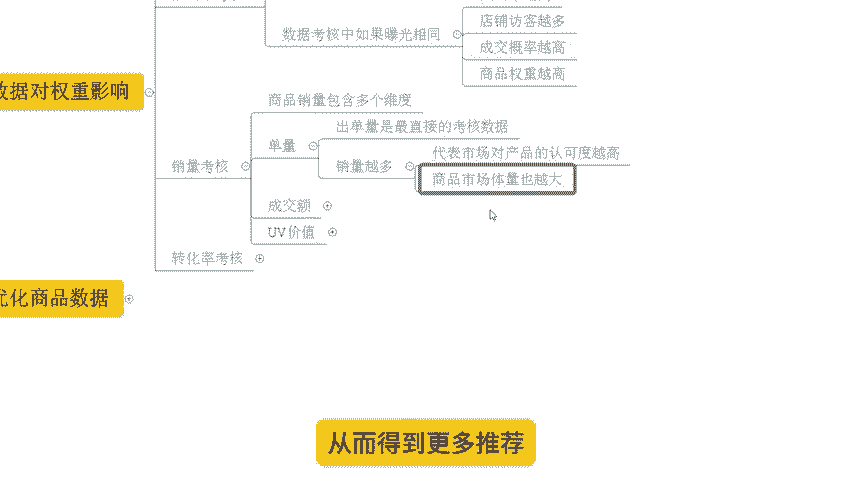 店铺访客越多
数据考核中如果曝光相同
成交概率越高
商品权重越高
数据对权重影响
商品销量包含多个维度
出单量是最直接的考核数据
单量
代表市场对产品的认可度越高
销量考核
销量越多
商品市场体量也越大
成交额
UV价值
转化率考核
优化商品数据
从而得到更多推荐